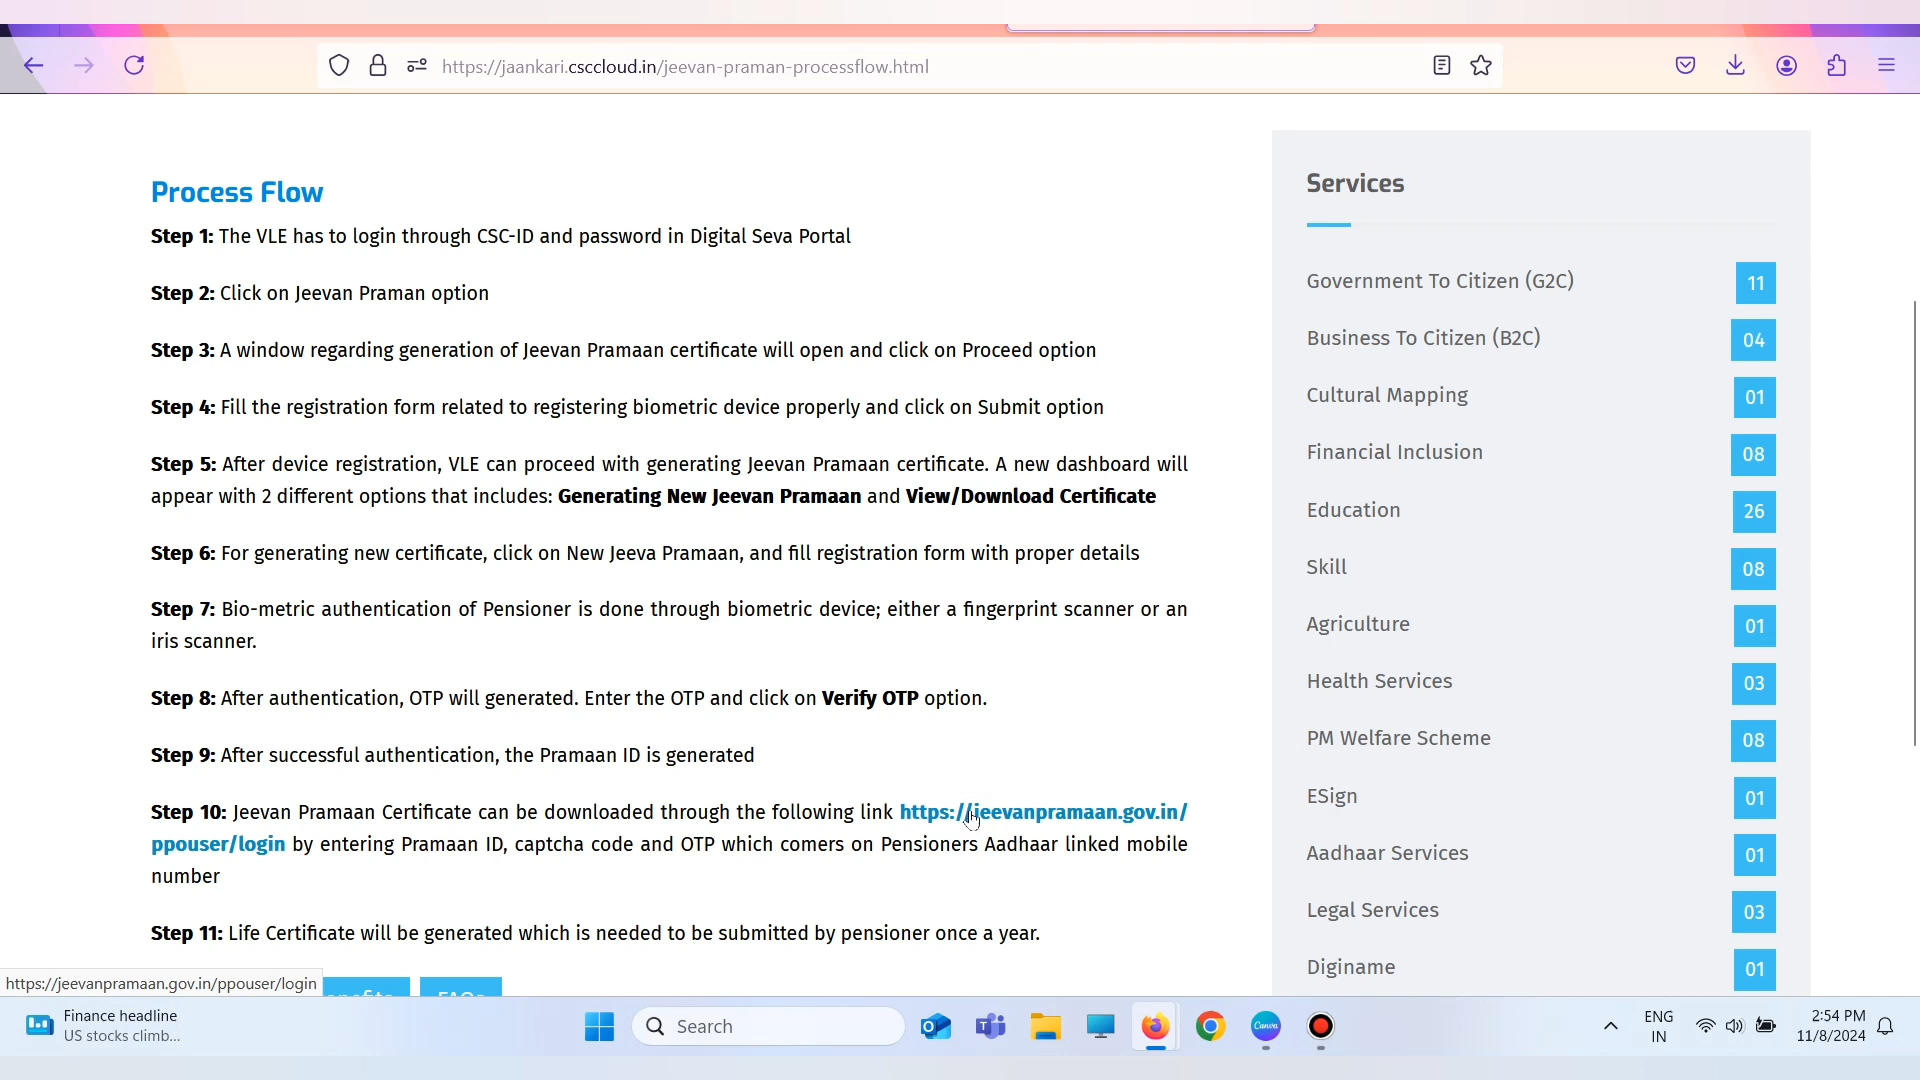 https://jaankari.csccloud.in/jeevan-praman-processflow.html
Process Flow
Step 1: The VLE has to login through CSC-ID and password in Digital Seva Portal
Step 2: Click on Jeevan Praman option
Step 3: A window regarding generation of Jeevan Pramaan certificate will open and click on Proceed option
Step 4: Fill the registration form related to registering biometric device properly and click on Submit option
Step 5: After device registration, VLE can proceed with generating Jeevan Pramaan certificate. A new dashboard will
appear with 2 different options that includes: Generating New Jeevan Pramaan and View/Download Certificate
Step 6: For generating new certificate, click on New Jeeva Pramaan, and fill registration form with proper details
Step 7: Bio-metric authentication of Pensioner is done through biometric device; either a fingerprint scanner or an
iris scanner.
Step 8: After authentication, OTP will generated. Enter the OTP and click on Verify OTP option.
Step 9: After successful authentication, the Pramaan ID is generated
Step 10: Jeevan Pramaan Certificate can be downloaded through the following link https://jeevanpramaan.gov.in/
ppouser/login by entering Pramaan ID, captcha code and OTP which comers on Pensioners Aadhaar linked mobile
number
Step 11: Life Certificate will be generated which is needed to be submitted by pensioner once a year.
Services
Government To Citizen (G2C) 11
Business To Citizen (B2C) 04
Cultural Mapping 01
Financial Inclusion 08
Education 26
Skill 08
Agriculture 01
Health Services 03
PM Welfare Scheme 08
ESign 01
Aadhaar Services 01
Legal Services 03
Diginame 01
https://jeevanpramaan.gov.in/ppouser/login
FAQs
Finance headline
US stocks climb...
Search
Canva
ENG
IN
2:54 PM
11/8/2024